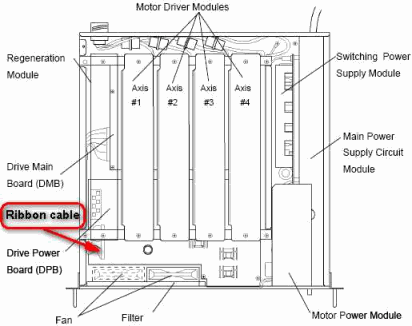 Motor Driver Modules
Regeneration
Module
Switching Power
Supply Module
Axis
#1
Axis
#2
Axis
#3
Axis
#4
Main Power
Supply Circuit
Module
Drive Main
Board (DMB)
Ribbon cable
Drive Power
Board (DPB)
Fan
Filter
Motor Power Module